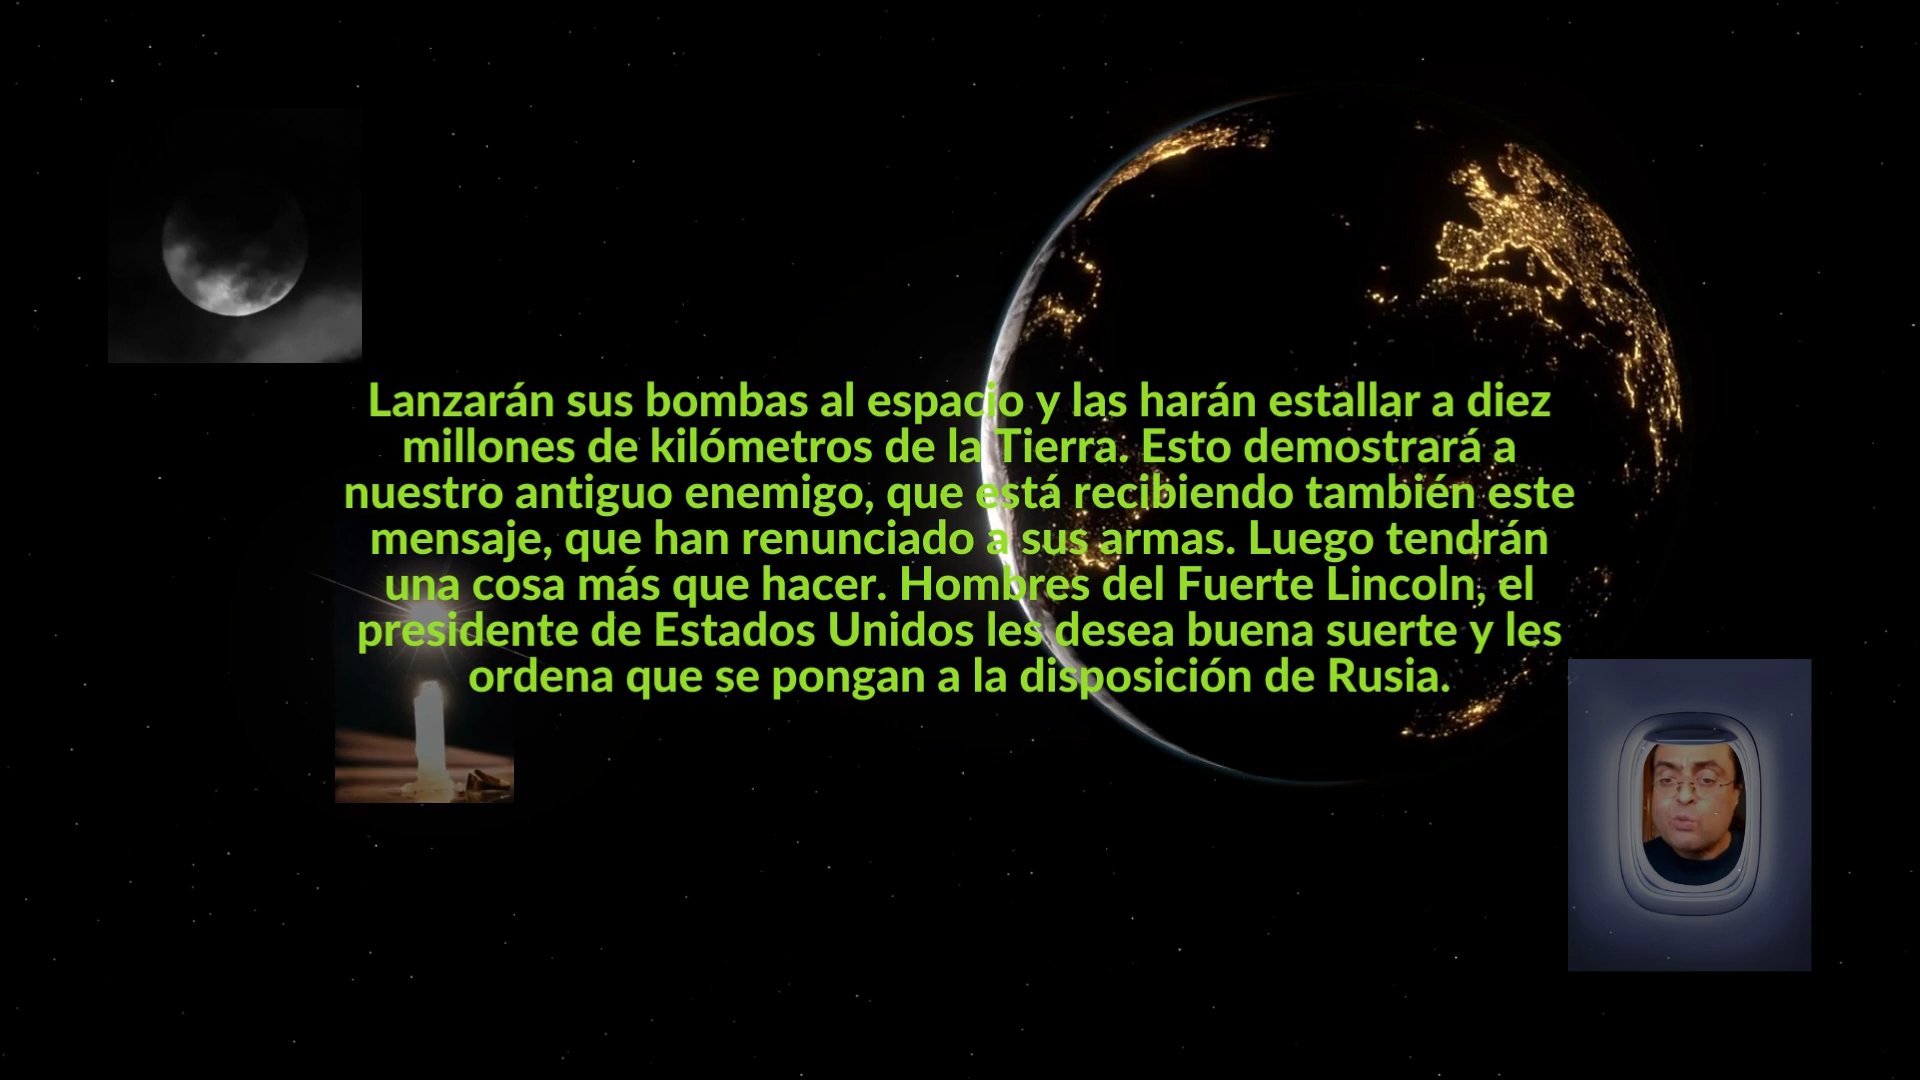 Lanzarán sus bombas al espacio y las harán estallar a diez
millones de kilómetros de la Tierra. Esto demostrará a
nuestro antiguo enemigo, que está recibiendo también este
mensaje, que han renunciado a sus armas. Luego tendrán
una cosa más que hacer. Hombres del Fuerte Lincoln, el
presidente de Estados Unidos les desea buena suerte y les
ordena que se pongan a la disposición de Rusia.